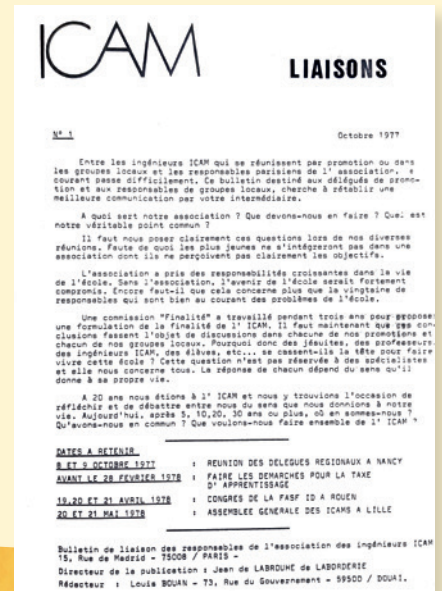 ICAM
LIAISONS
N° 1
Octobre 1977
Entre les ingénieurs ICAM qui se réunissent par promotion ou dans
les groupes locaux et les responsables parisiens de l' association,
courant passe difficilement. Ce bulletin destiné aux délégués de promo-
tion et aux responsables de groupes locaux, cherche à rétablir une
meilleure communication par votre intermédiaire.
A quoi sert notre association ? Que devons-nous en faire ? Quel est
notre véritable point commun ?
Il faut nous poser clairement ces questions lors de nos diverses
réunions. Faute de quoi les plus jeunes ne s'intégreront pas dans une
association dont ils ne perçoivent pas clairement les objectifs.
L'association a pris des responsabilités croissantes dans la vie
de l'école. Sans l'association, l'avenir de l'école serait fortement
compromis. Encore faut-il que cela concerne plus que la vingtaine de
responsables qui sont bien au courant des problèmes de l'école.
Une commission "Finalité" a travaillé pendant trois ans pour proposer
une formulation de la finalité de l' ICAM. Il faut maintenant que ces con-
clusions fassent l'objet de discussions dans chacune de nos promotions et
chacun de nos groupes locaux. Pourquoi donc des jésuites, des professeurs,
des ingénieurs ICAM, des élèves, etc... se cassent-ils la tête pour faire
vivre cette école ? Cette question n'est pas réservée à des spécialistes
et elle nous concerne tous. La réponse de chacun dépend du sens qu'il
donne à sa propre vie.
A 20 ans nous étions à l' ICAM et nous y trouvions l'occasion de
réfléchir et de débattre entre nous du sens que nous donnions à notre
vie. Aujourd'hui, après 5, 10,20, 30 ans ou plus, où en sommes-nous ?
Qu'avons-nous en commun ? Que voulons-nous faire ensemble de l' ICAM ?
DATES A RETENIR
8 ET 9 OCTOBRE 1977 : REUNION DES DELEGUES REGIONAUX A NANCY
AVANT LE 28 FEVRIER 1978 : FAIRE LES DEMARCHES POUR LA TAXE
D' APPRENTISSAGE
19,20 ET 21 AVRIL 1978 : CONGRES DE LA FASF ID A ROUEN
20 ET 21 MAI 1978 : ASSEMBLEE GENERALE DES ICAMS A LILLE
Bulletin de liaison des responsables de l'association des ingénieurs ICAM
15, Rue de Madrid - 75008 / PARIS -
Directeur de la publication : Jean de LABROUHE de LABORDERIE
Rédacteur : Louis BOUAN - 73, Rue du Gouvernement - 59500 / DOUAI.